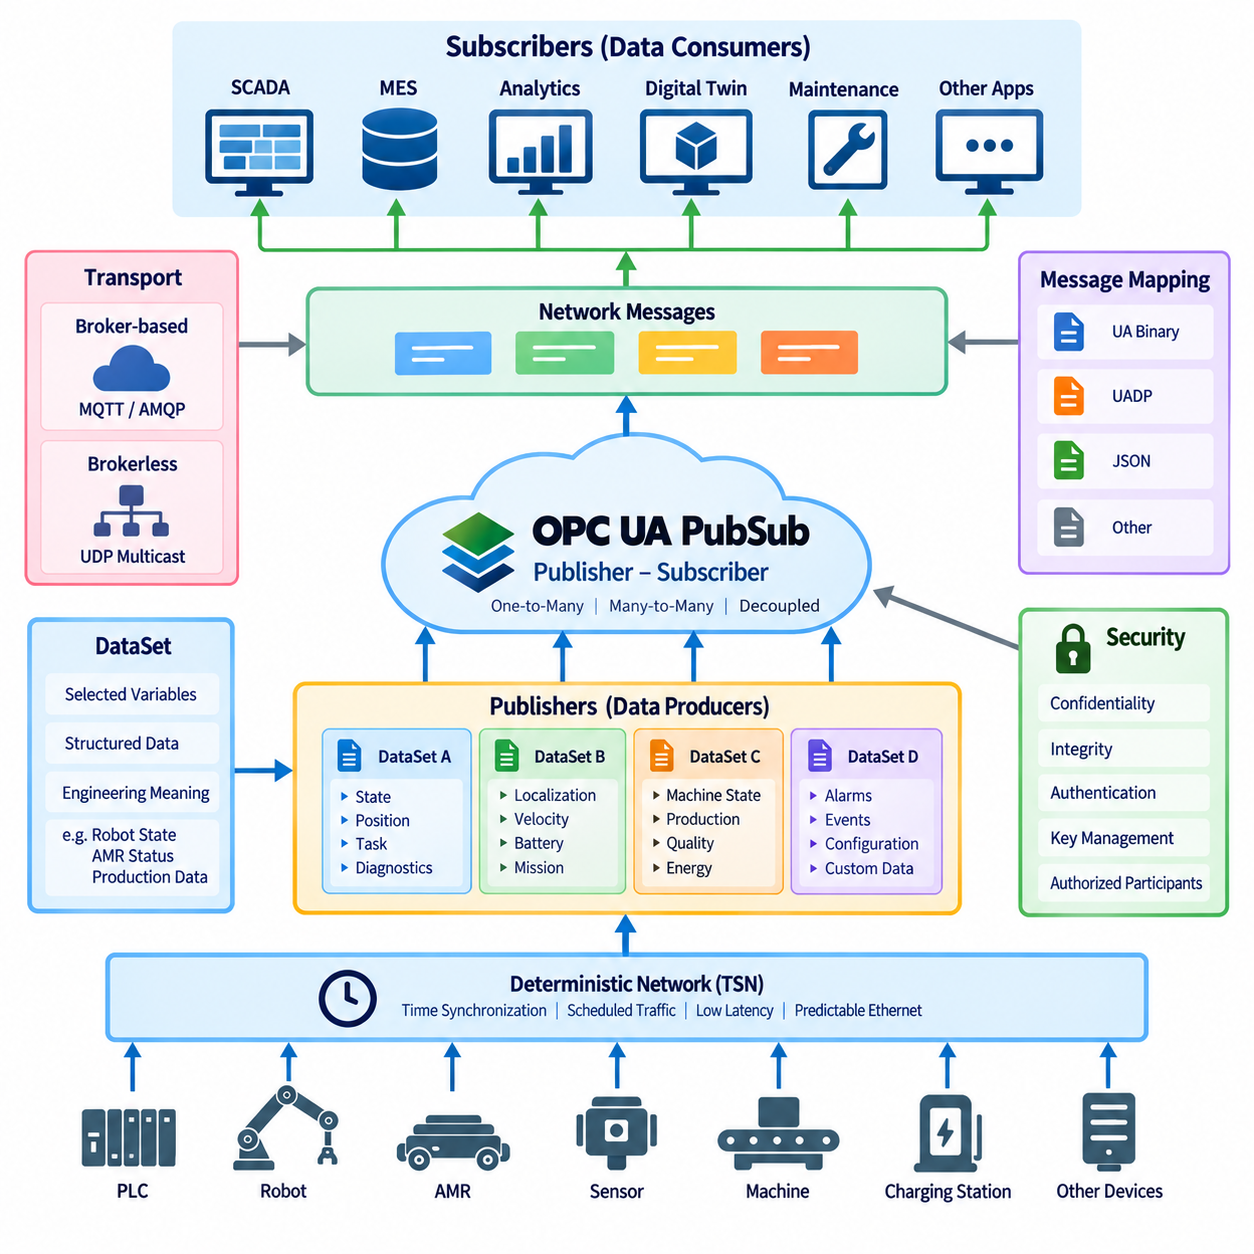 Subscribers (Data Consumers)
SCADA
MES
Analytics
Digital Twin
Maintenance
Other Apps
Transport
Broker-based
MQTT / AMQP
Brokerless
UDP Multicast
Network Messages
Message Mapping
UA Binary
UADP
JSON
Other
OPC UA PubSub
Publisher – Subscriber
One-to-Many | Many-to-Many | Decoupled
DataSet
Selected Variables
Structured Data
Engineering Meaning
e.g. Robot State
AMR Status
Production Data
Publishers (Data Producers)
DataSet A
State
Position
Task
Diagnostics
DataSet B
Localization
Velocity
Battery
Mission
DataSet C
Machine State
Production
Quality
Energy
DataSet D
Alarms
Events
Configuration
Custom Data
Security
Confidentiality
Integrity
Authentication
Key Management
Authorized Participants
Deterministic Network (TSN)
Time Synchronization | Scheduled Traffic | Low Latency | Predictable Ethernet
PLC
Robot
AMR
Sensor
Machine
Charging Station
Other Devices